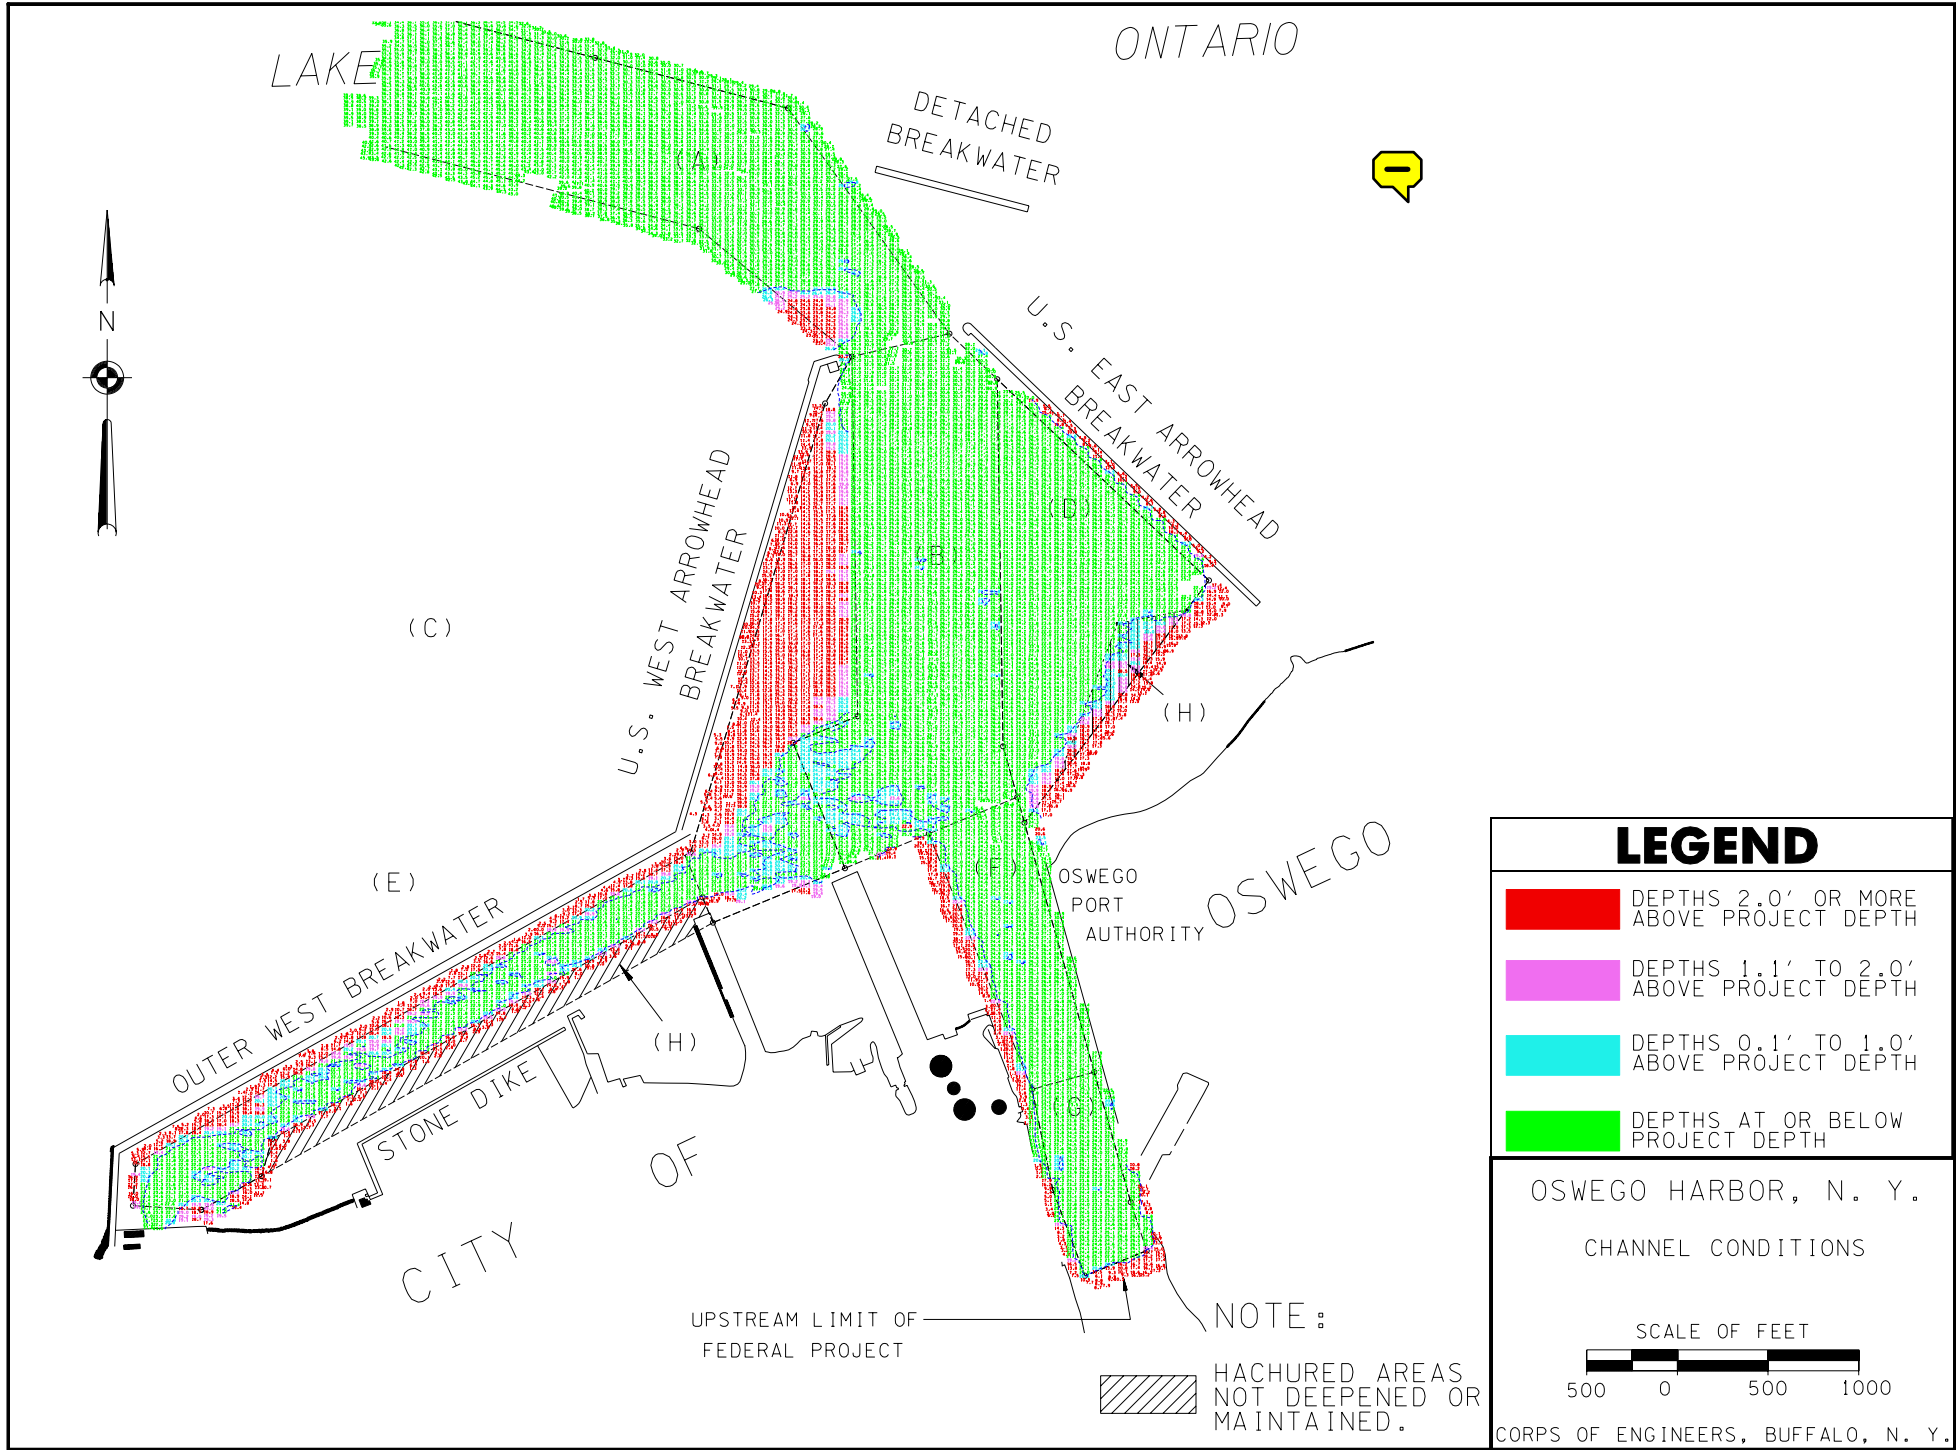 LAKE
ONTARIO
DETACHED
BREAKWATER
(A)
N
U.S. EAST ARROWHEAD
BREAKWATER
(D)
(B)
U.S. WEST ARROWHEAD
BREAKWATER
(C)
(H)
(E)
OUTER WEST BREAKWATER
(F)
OSWEGO
PORT
AUTHORITY
(H)
STONE DIKE
(G)
CITY
OF
OSWEGO
UPSTREAM LIMIT OF
FEDERAL PROJECT
NOTE:
HACHURED AREAS
NOT DEEPENED OR
MAINTAINED.
LEGEND
DEPTHS 2.0' OR MORE
ABOVE PROJECT DEPTH
DEPTHS 1.1' TO 2.0'
ABOVE PROJECT DEPTH
DEPTHS 0.1' TO 1.0'
ABOVE PROJECT DEPTH
DEPTHS AT OR BELOW
PROJECT DEPTH
OSWEGO HARBOR, N. Y.
CHANNEL CONDITIONS
SCALE OF FEET
500 0 500 1000
CORPS OF ENGINEERS, BUFFALO, N. Y.